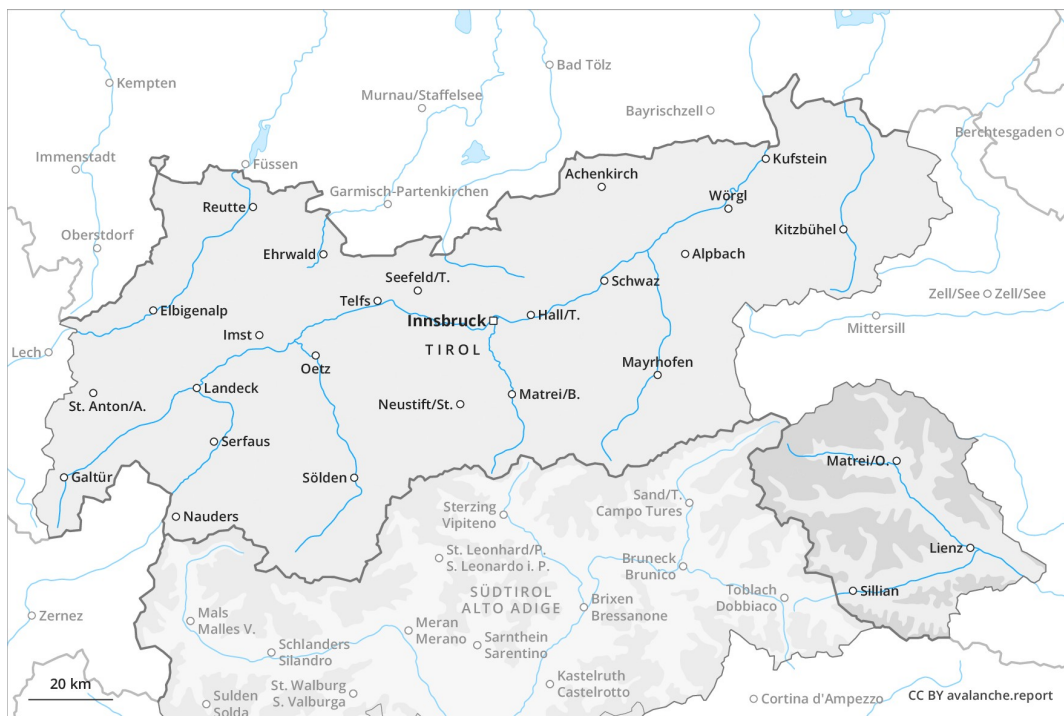 Kempten
Bad Tölz
Murnau/Staffelsee
Bayrischzell
Berchtesgaden
Immenstadt
Füssen
Kufstein
Achenkirch
Garmisch-Partenkirchen
Reutte
Wörgl
Oberstdorf
Kitzbühel
Ehrwald
Alpbach
Seefeld/T.
Schwaz
Zell/See
Zell/See
Telfs
Elbigenalp
Hall/T.
Innsbruck
Mittersill
Imst
TIROL
Lech
Oetz
Mayrhofen
Landeck
St. Anton/A.
Neustift/St.
Matrei/B.
Serfaus
Matrei/O.
Galtür
Sölden
Sand/T.
Campo Tures
Sterzing
Vipiteno
Nauders
Lienz
St. Leonhard/P.
S. Leonardo i. P.
Bruneck
Brunico
SÜDTIROL
ALTO ADIGE
Toblach
Dobbiaco
Sillian
Brixen
Bressanone
Zernez
Mals
Malles V.
Meran
Merano
Sarnthein
Sarentino
Schlanders
Silandro
Kastelruth
Castelrotto
20 km
St. Walburg
S. Valburga
Sulden
Solda
Cortina d'Ampezzo
CC BY avalanche.report